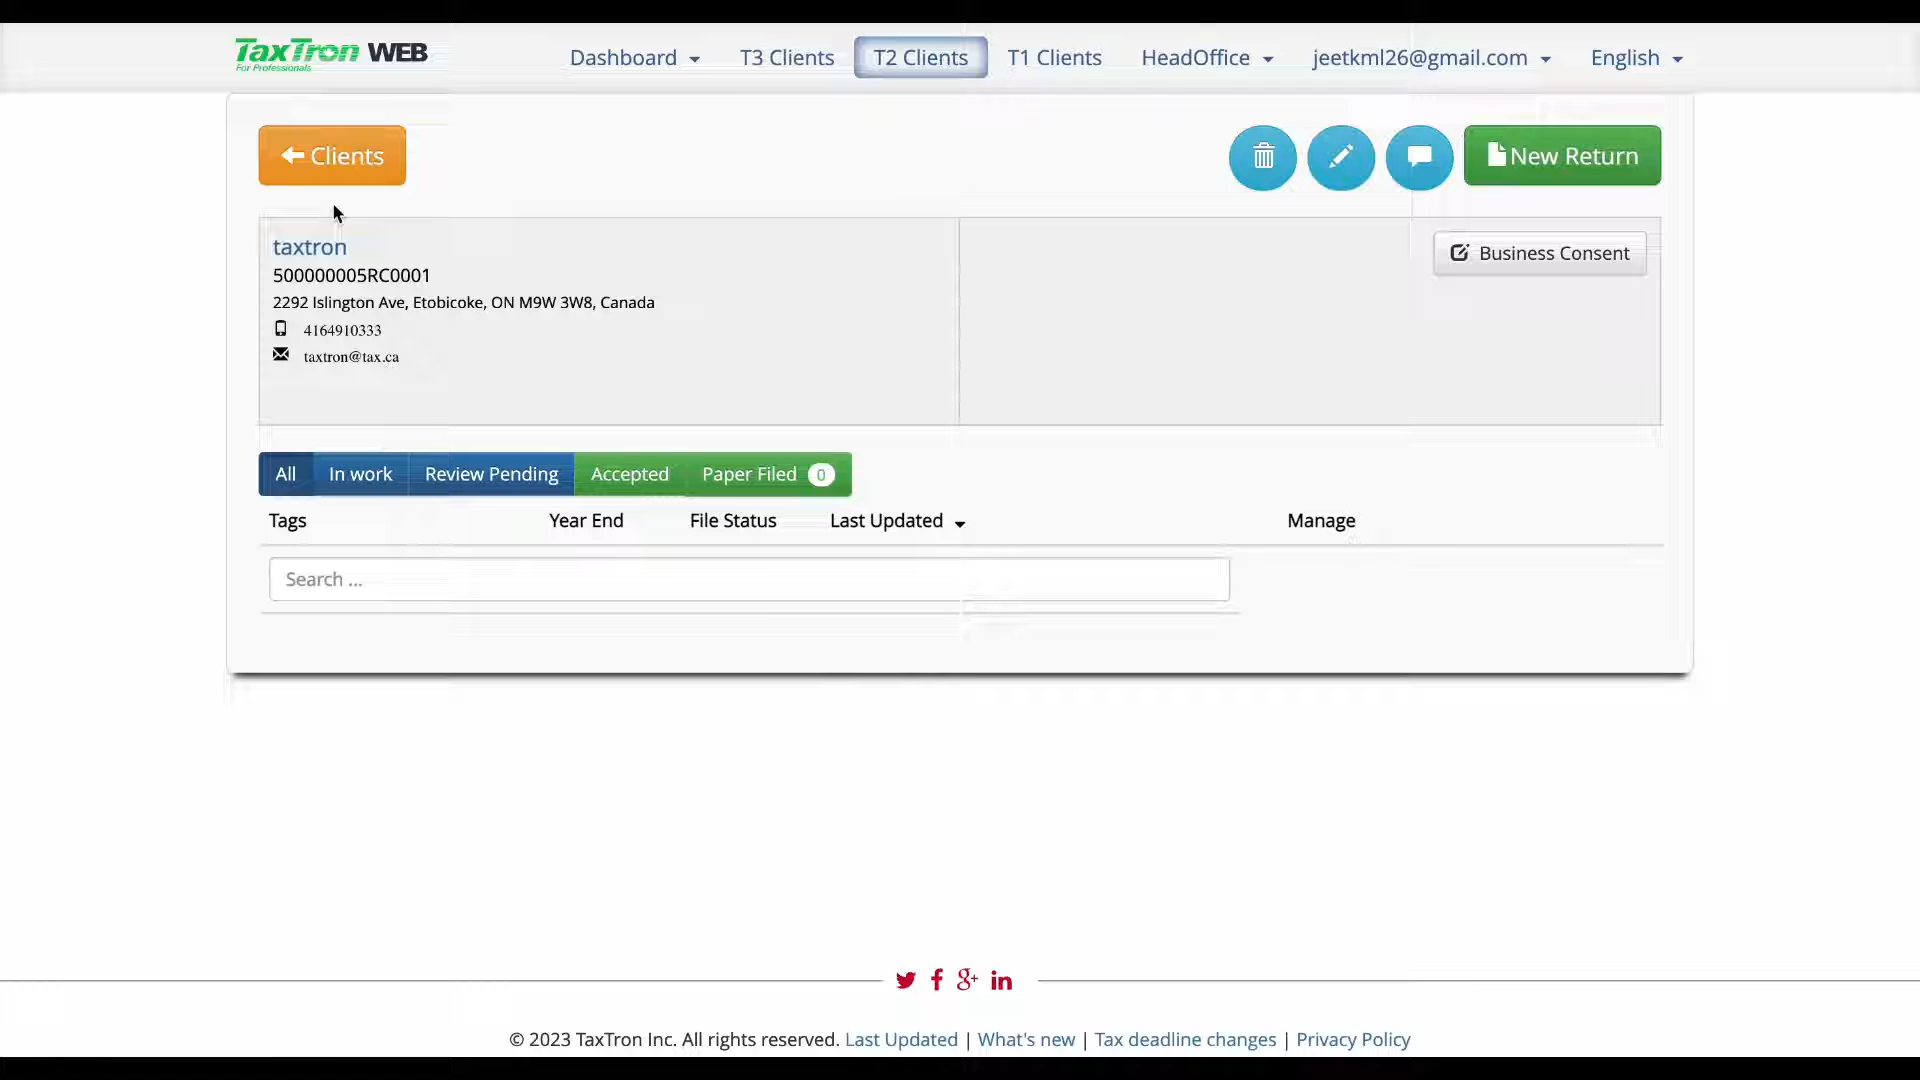 TaxTron WEB
For Professionals
Dashboard
T3 Clients
T2 Clients
T1 Clients
HeadOffice
jeetkml26@gmail.com
English
Clients
New Return
taxtron
500000005RC0001
2292 Islington Ave, Etobicoke, ON M9W 3W8, Canada
4164910333
taxtron@tax.ca
Business Consent
All In work Review Pending Accepted Paper Filed 0
Tags Year End File Status Last Updated Manage
Search ...
© 2023 TaxTron Inc. All rights reserved. Last Updated | What's new | Tax deadline changes | Privacy Policy